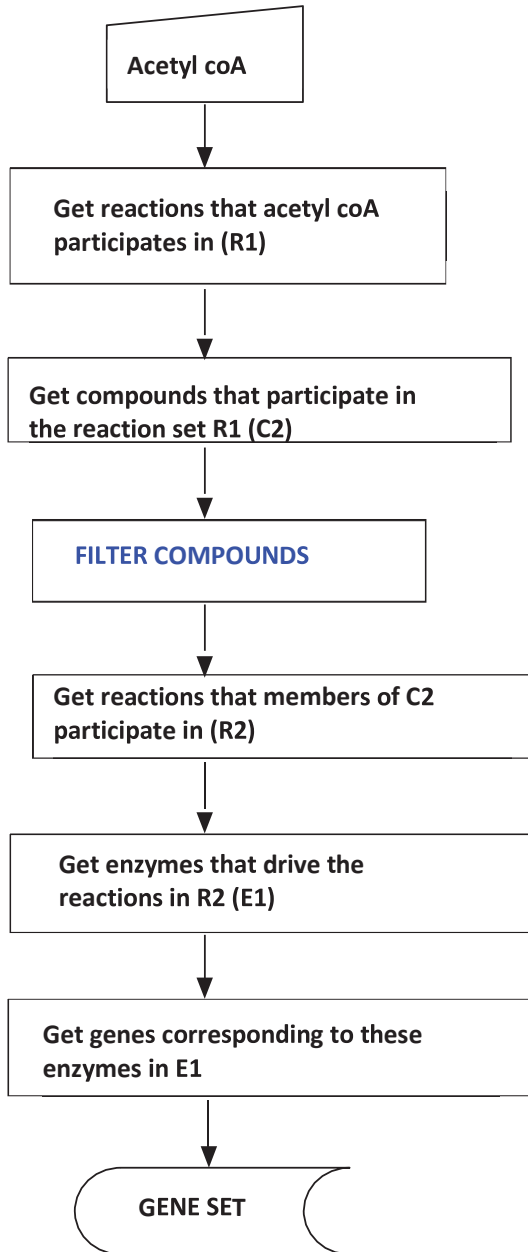 Acetyl coA
Get reactions that acetyl coA
participates in (R1)
Get compounds that participate in
the reaction set R1 (C2)
FILTER COMPOUNDS
Get reactions that members of C2
participate in (R2)
Get enzymes that drive the
reactions in R2 (E1)
Get genes corresponding to these
enzymes in E1
GENE SET